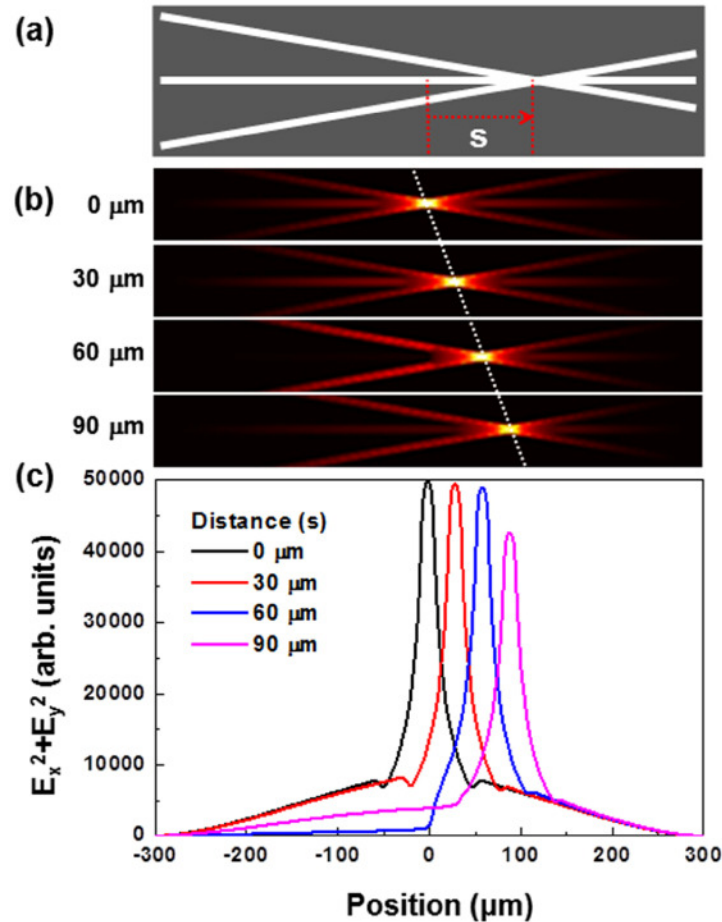 (a)
s
(b)
0 μm
30 μm
60 μm
90 μm
(c)
50000
40000
30000
20000
10000
0
E_x^2+E_y^2 (arb. units)
Distance (s)
0 μm
30 μm
60 μm
90 μm
-300 -200 -100 0 100 200 300
Position (μm)